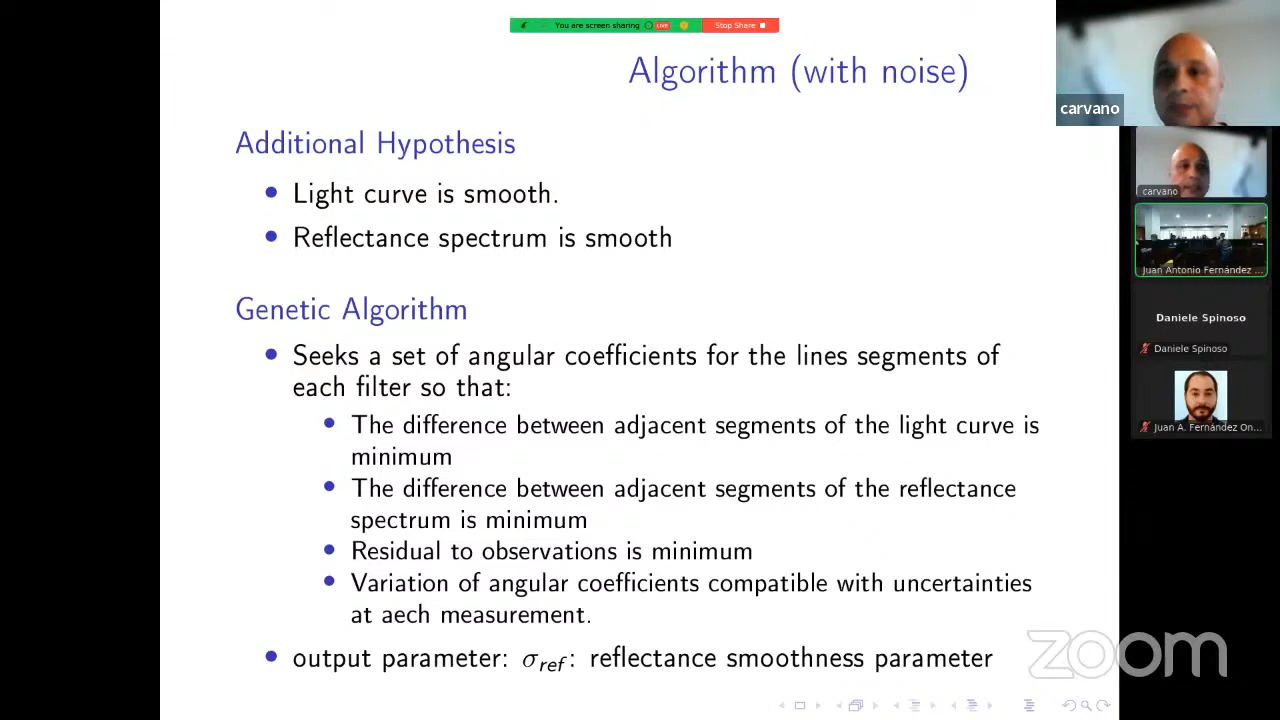 You are screen sharing
LIVE
Stop Share
Algorithm (with noise)
carvano
Additional Hypothesis
Light curve is smooth.
Reflectance spectrum is smooth
Genetic Algorithm
Seeks a set of angular coefficients for the lines segments of
each filter so that:
The difference between adjacent segments of the light curve is
minimum
The difference between adjacent segments of the reflectance
spectrum is minimum
Residual to observations is minimum
Variation of angular coefficients compatible with uncertainties
at aech measurement.
output parameter: σref: reflectance smoothness parameter
carvano
Juan Antonio Fernández ...
Daniele Spinoso
Daniele Spinoso
Juan A. Fernández On...
zoom